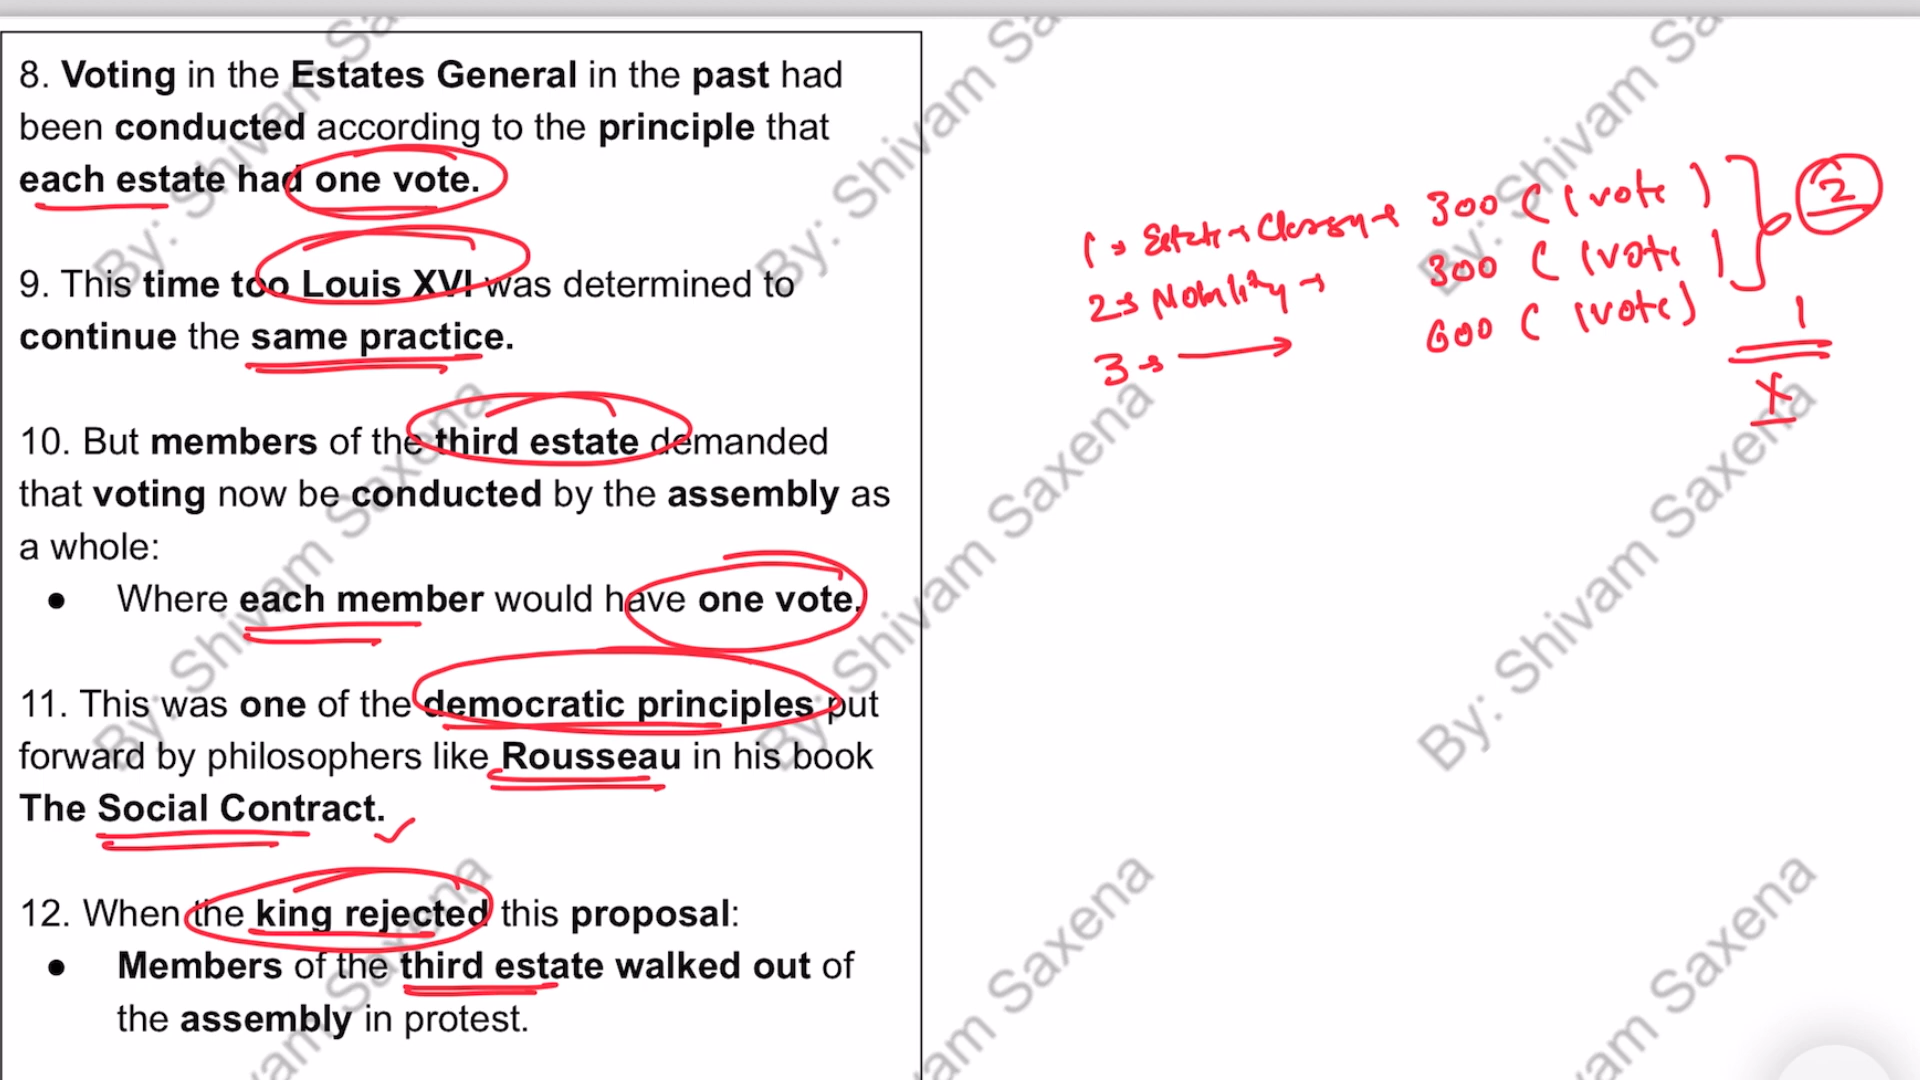 8. Voting in the Estates General in the past had
been conducted according to the principle that
each estate had one vote.
9. This time too Louis XVI was determined to
continue the same practice.
10. But members of the third estate demanded
that voting now be conducted by the assembly as
a whole:
● Where each member would have one vote.
11. This was one of the democratic principles put
forward by philosophers like Rousseau in his book
The Social Contract.
12. When the king rejected this proposal:
● Members of the third estate walked out of
the assembly in protest.
1 → Estate → Clergy → 300 (1 vote)
2 → Nobility → 300 (1 vote)
3 → → 600 (1 vote)
2
1
X
By: Shivam Saxena
By: Shivam Saxena
By: Shivam Saxena
By: Shivam Saxena
By: Shivam Saxena
By: Shivam Saxena